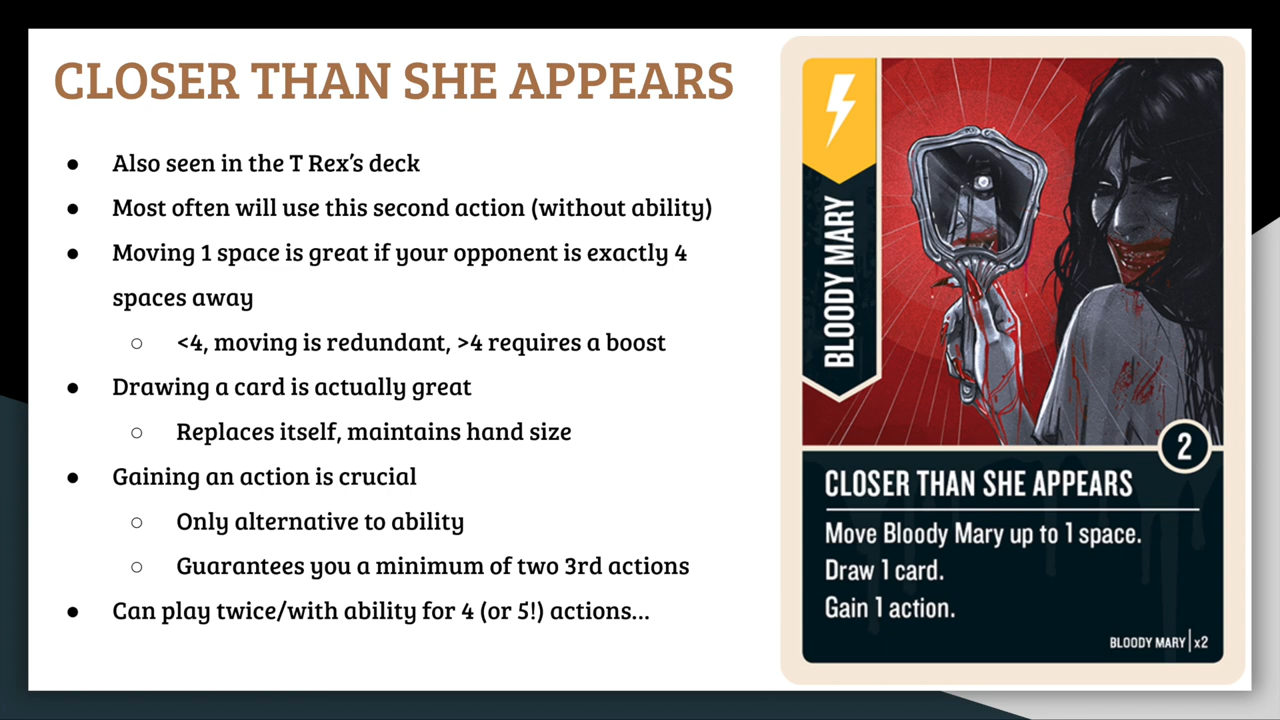 CLOSER THAN SHE APPEARS
● Also seen in the T Rex's deck
● Most often will use this second action (without ability)
● Moving 1 space is great if your opponent is exactly 4
spaces away
○ <4, moving is redundant, >4 requires a boost
● Drawing a card is actually great
○ Replaces itself, maintains hand size
● Gaining an action is crucial
○ Only alternative to ability
○ Guarantees you a minimum of two 3rd actions
● Can play twice/with ability for 4 (or 5!) actions...
BLOODY MARY
2
CLOSER THAN SHE APPEARS
Move Bloody Mary up to 1 space.
Draw 1 card.
Gain 1 action.
BLOODY MARY | x2